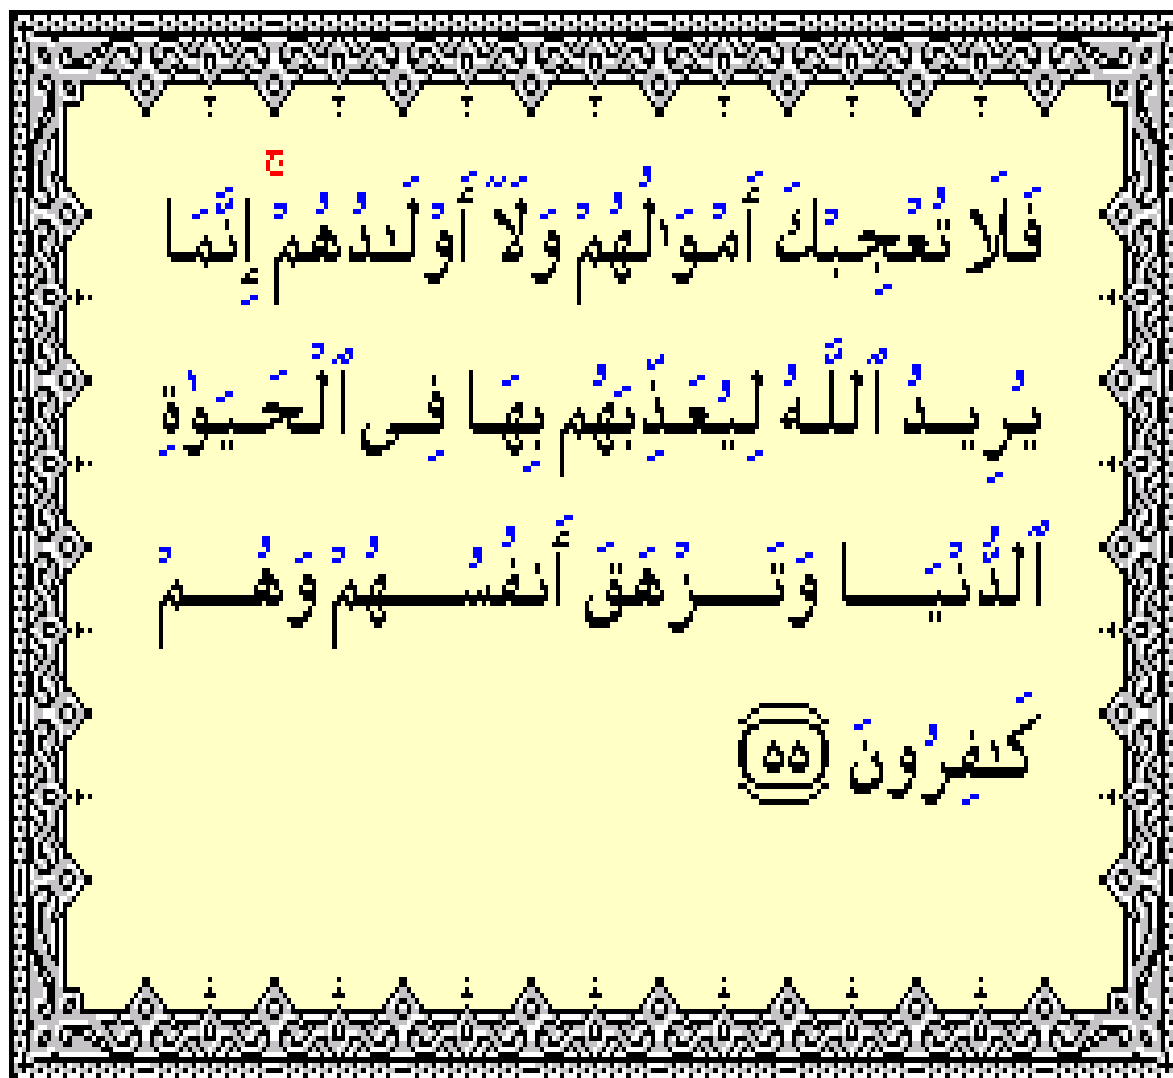 فَلَا تُعْجِبْكَ أَمْوَٰلُهُمْ وَلَآ أَوْلَـٰدُهُمْ ۚ إِنَّمَا
يُرِيدُ ٱللَّهُ لِيُعَذِّبَهُم بِهَا فِى ٱلْحَيَوٰةِ
ٱلدُّنْيَا وَتَزْهَقَ أَنفُسُهُمْ وَهُمْ
كَـٰفِرُونَ ٥٥